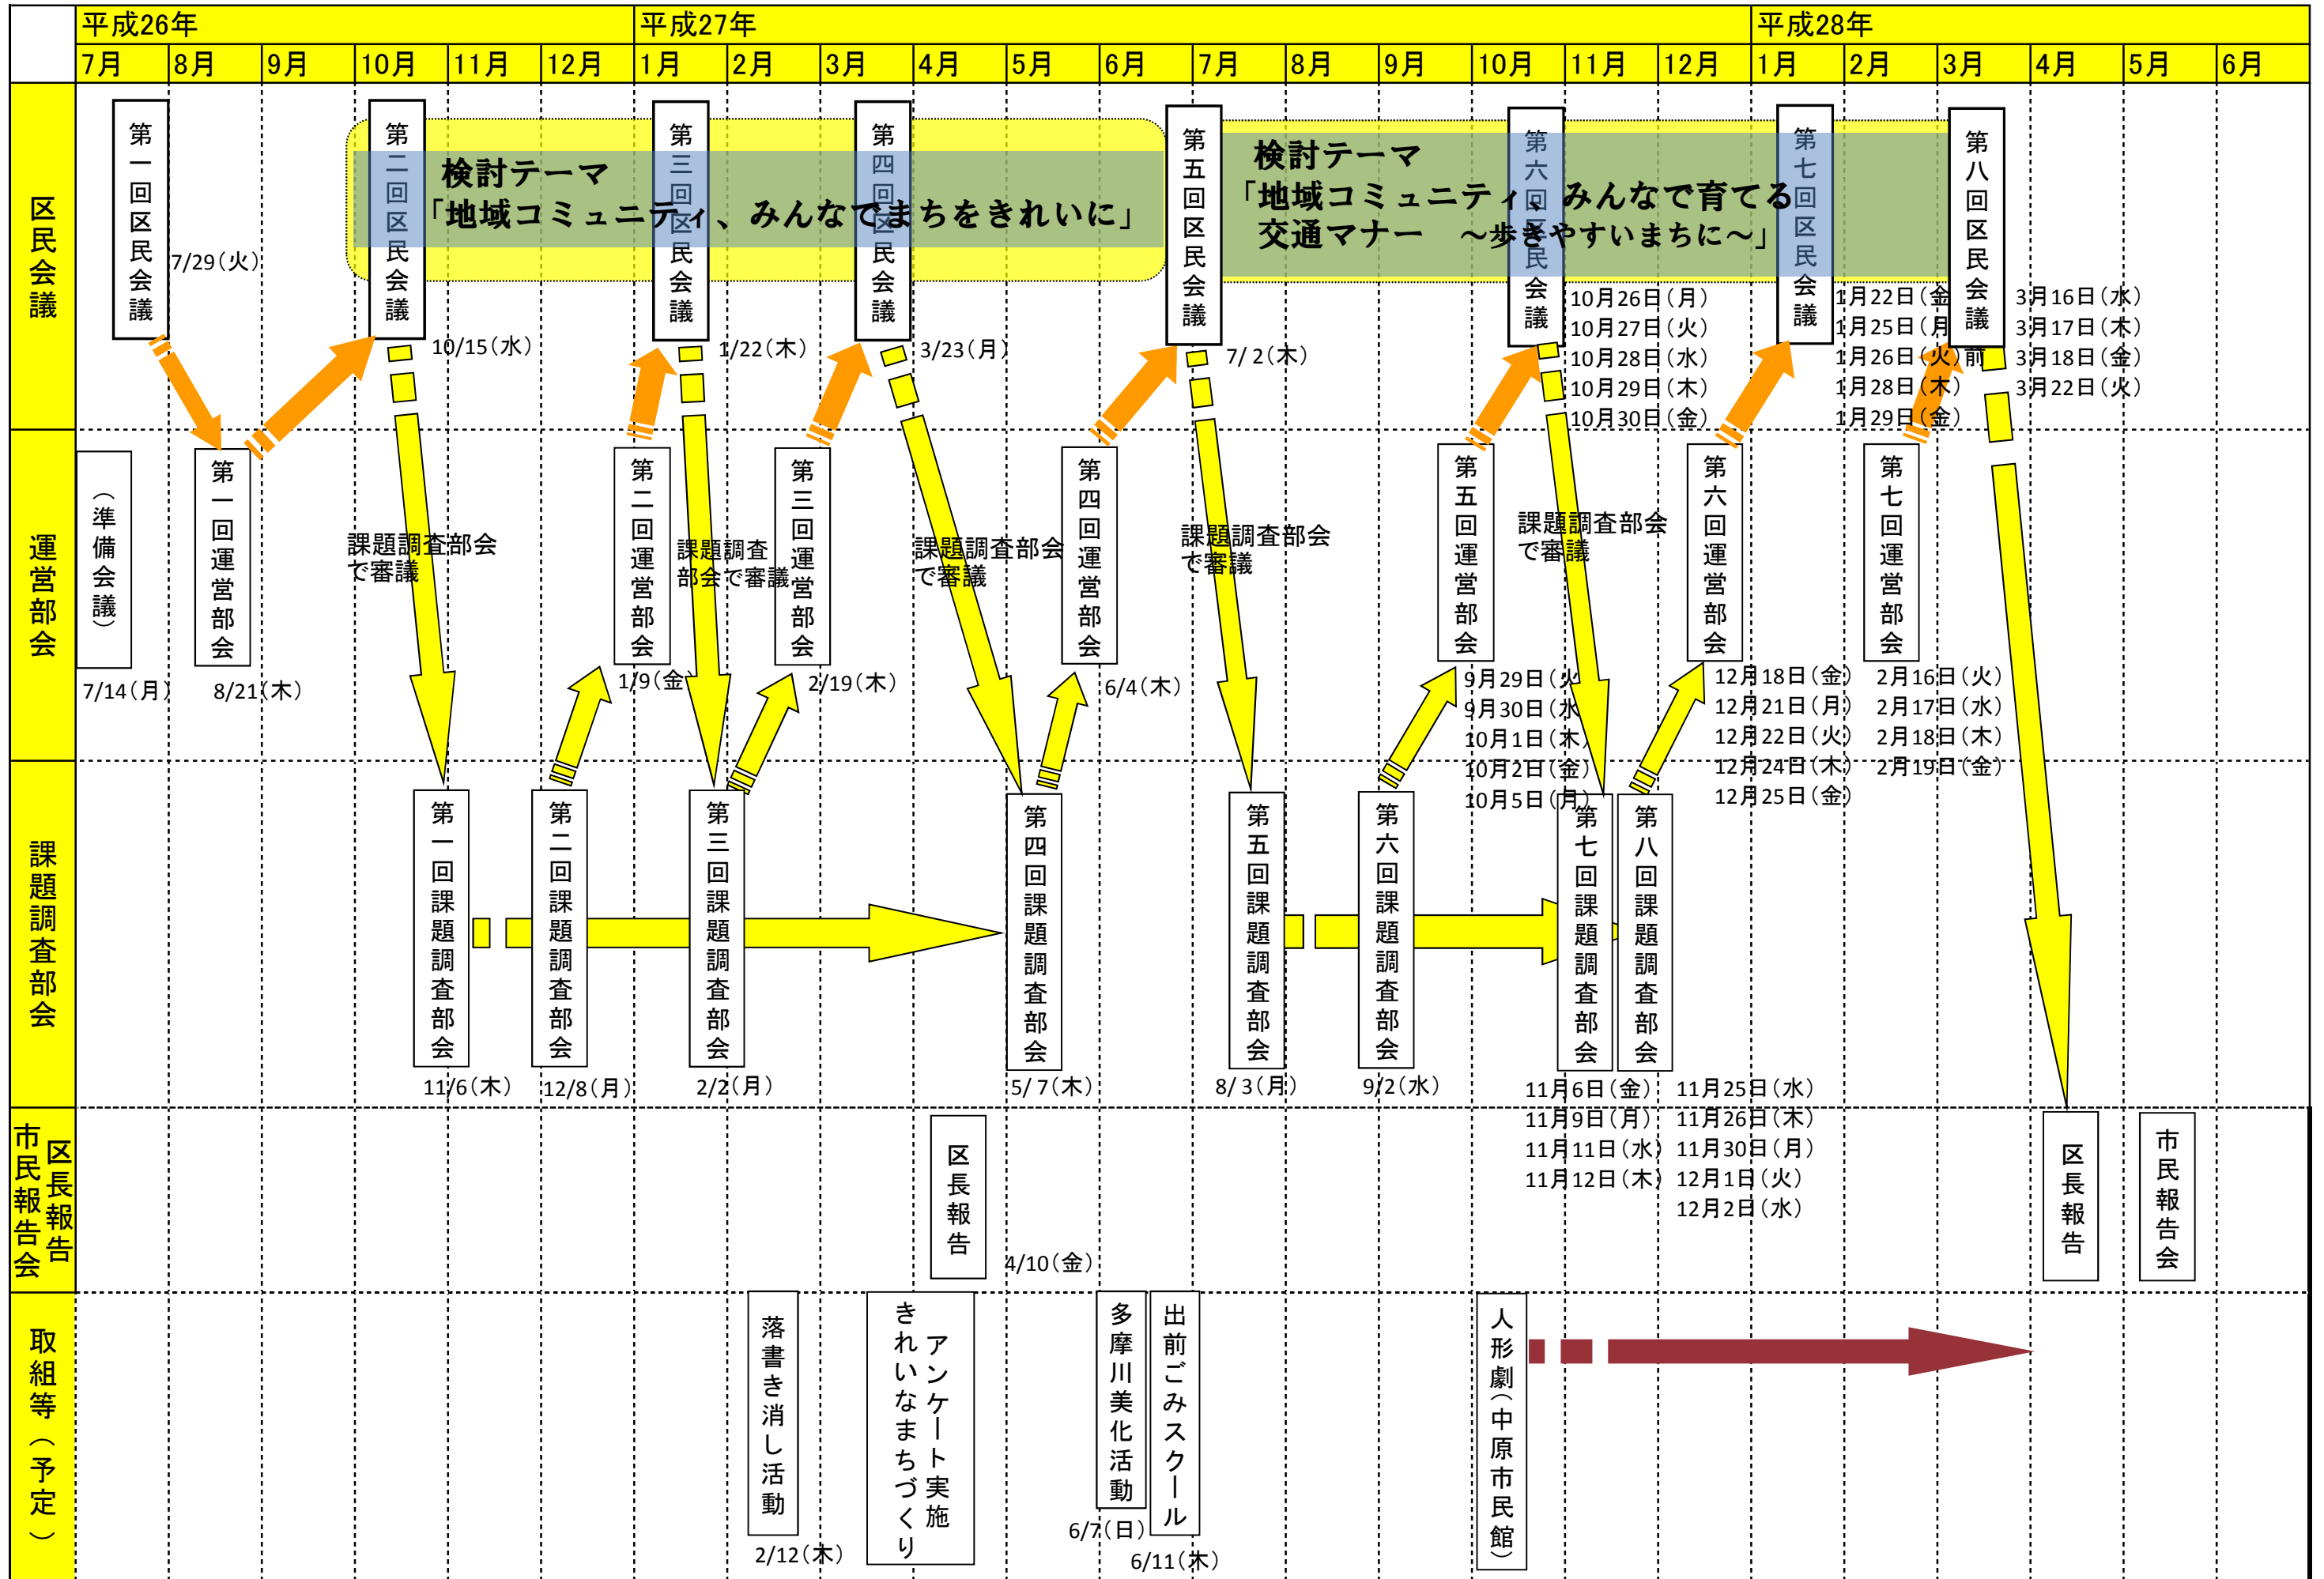 平成26年
平成27年
平成28年
7月
8月
9月
10月
11月
12月
1月
2月
3月
4月
5月
6月
7月
8月
9月
10月
11月
12月
1月
2月
3月
4月
5月
6月
区民会議
第一回区民会議
7/29(火)
第二回区民会議
10/15(水)
検討テーマ
「地域コミュニティ、みんなでまちをきれいに」
第三回区民会議
1/22(木)
第四回区民会議
3/23(月)
第五回区民会議
7/2(木)
検討テーマ
「地域コミュニティ、みんなで育てる
交通マナー ～歩きやすいまちに～」
第六回区民会議
10月26日(月)
10月27日(火)
10月28日(水)
10月29日(木)
10月30日(金)
第七回区民会議
1月22日(金
1月25日(月
1月26日(火)前
1月28日(木)
1月29日(金)
第八回区民会議
3月16日(水)
3月17日(木)
3月18日(金)
3月22日(火)
運営部会
(準備会議)
7/14(月)
第一回運営部会
8/21(木)
課題調査部会
で審議
第二回運営部会
1/9(金)
課題調査
部会で審議
第三回運営部会
2/19(木)
課題調査部会
で審議
第四回運営部会
6/4(木)
課題調査部会
で審議
第五回運営部会
9月29日(火
9月30日(水
10月1日(木)
10月2日(金)
10月5日(月)
課題調査部会
で審議
第六回運営部会
12月18日(金)
12月21日(月)
12月22日(火)
12月24日(木)
12月25日(金)
第七回運営部会
2月16日(火)
2月17日(水)
2月18日(木)
2月19日(金)
課題調査部会
第一回課題調査部会
11/6(木)
第二回課題調査部会
12/8(月)
第三回課題調査部会
2/2(月)
第四回課題調査部会
5/7(木)
第五回課題調査部会
8/3(月)
第六回課題調査部会
9/2(水)
第七回課題調査部会
11月6日(金)
11月9日(月)
11月11日(水)
11月12日(木)
第八回課題調査部会
11月25日(水)
11月26日(木)
11月30日(月)
12月1日(火)
12月2日(水)
区長報告
市民報告会
区長報告
4/10(金)
区長報告
市民報告会
取組等(予定)
落書き消し活動
2/12(木)
アンケート実施
きれいなまちづくり
多摩川美化活動
6/7(日)
出前ごみスクール
6/11(木)
人形劇(中原市民館)